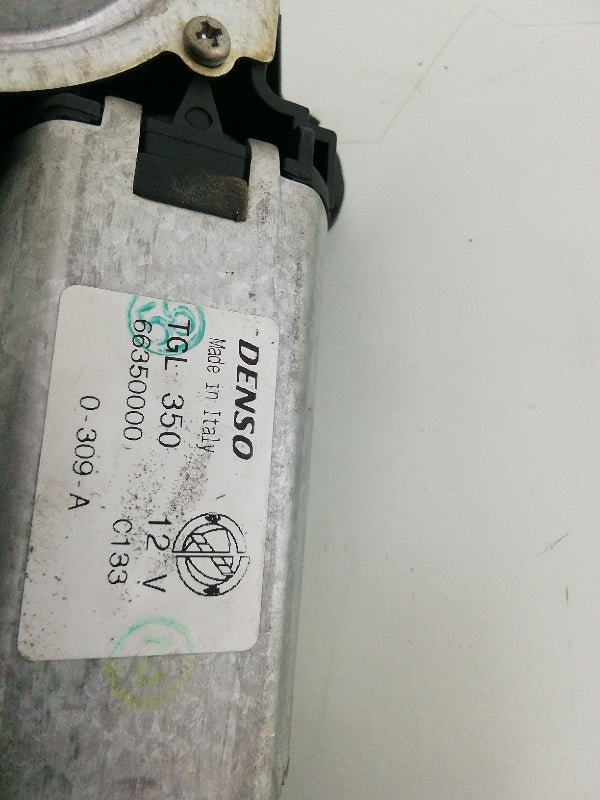 DENSO
Made in Italy
TGL 350 12 V
66350000 C133
0-309-A